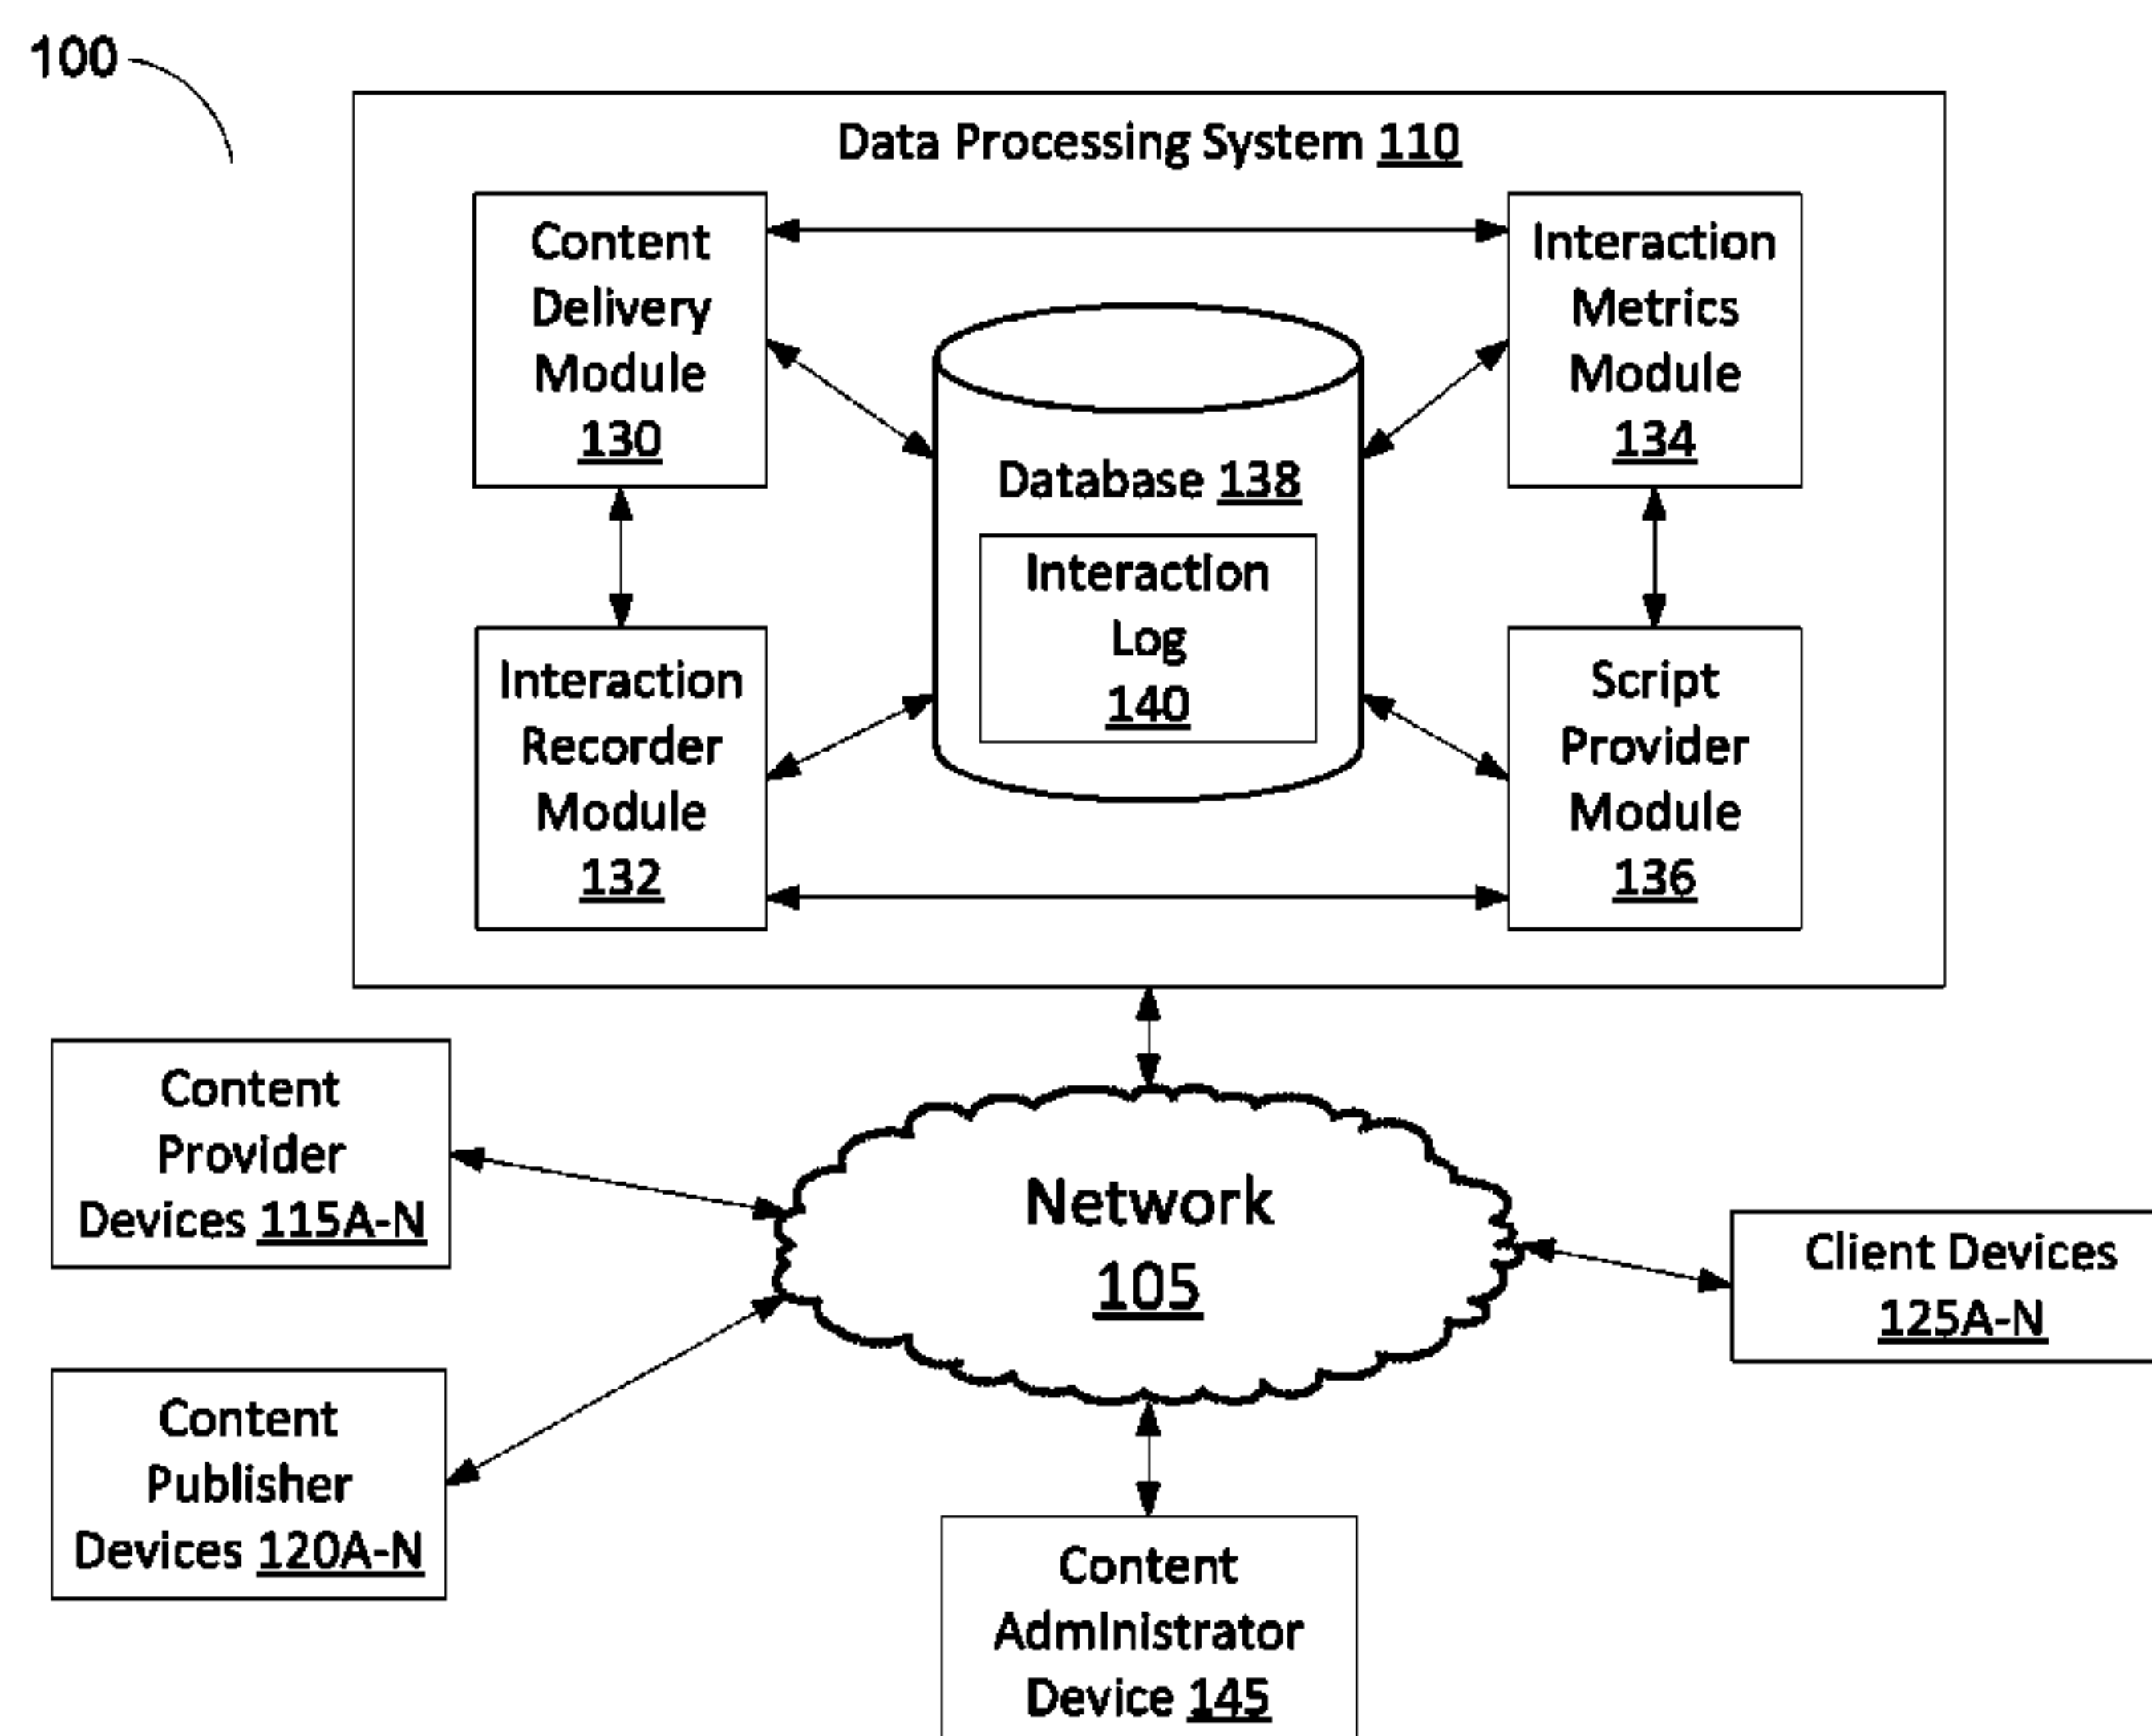 100
Data Processing System 110
Content
Delivery
Module
130
Interaction
Metrics
Module
134
Database 138
Interaction
Log
140
Interaction
Recorder
Module
132
Script
Provider
Module
136
Content
Provider
Devices 115A-N
Network
105
Client Devices
125A-N
Content
Publisher
Devices 120A-N
Content
Administrator
Device 145